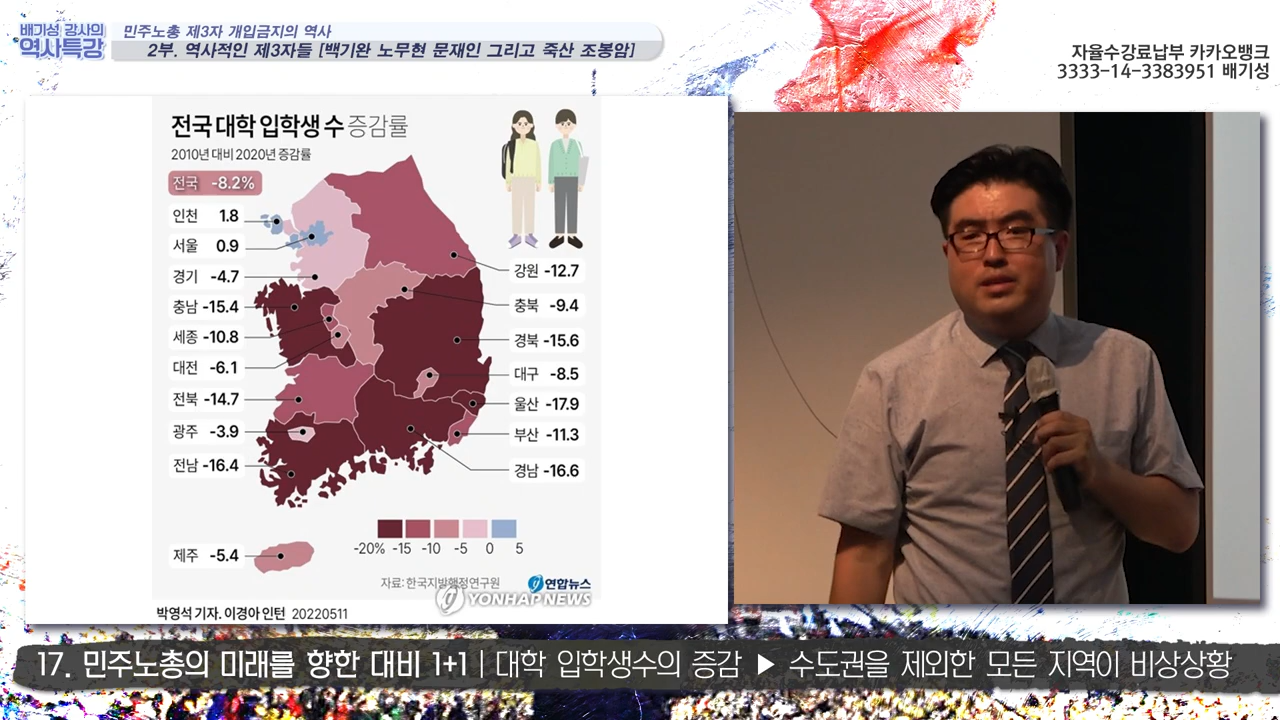 배기성 강사의
역사특강
민주노총 제3자 개입금지의 역사
2부. 역사적인 제3자들 [백기완 노무현 문재인 그리고 죽산 조봉암]
자율수강료납부 카카오뱅크
3333-14-3383951 배기성
전국 대학 입학생 수 증감률
2010년 대비 2020년 증감률
전국 -8.2%
인천 1.8
서울 0.9
경기 -4.7
충남 -15.4
세종 -10.8
대전 -6.1
전북 -14.7
광주 -3.9
전남 -16.4
제주 -5.4
강원 -12.7
충북 -9.4
경북 -15.6
대구 -8.5
울산 -17.9
부산 -11.3
경남 -16.6
-20% -15 -10 -5 0 5
자료: 한국지방행정연구원
연합뉴스
YONHAP NEWS
박영석 기자. 이경아 인턴 20220511
17. 민주노총의 미래를 향한 대비 1+1 | 대학 입학생수의 증감 ▶ 수도권을 제외한 모든 지역이 비상상황